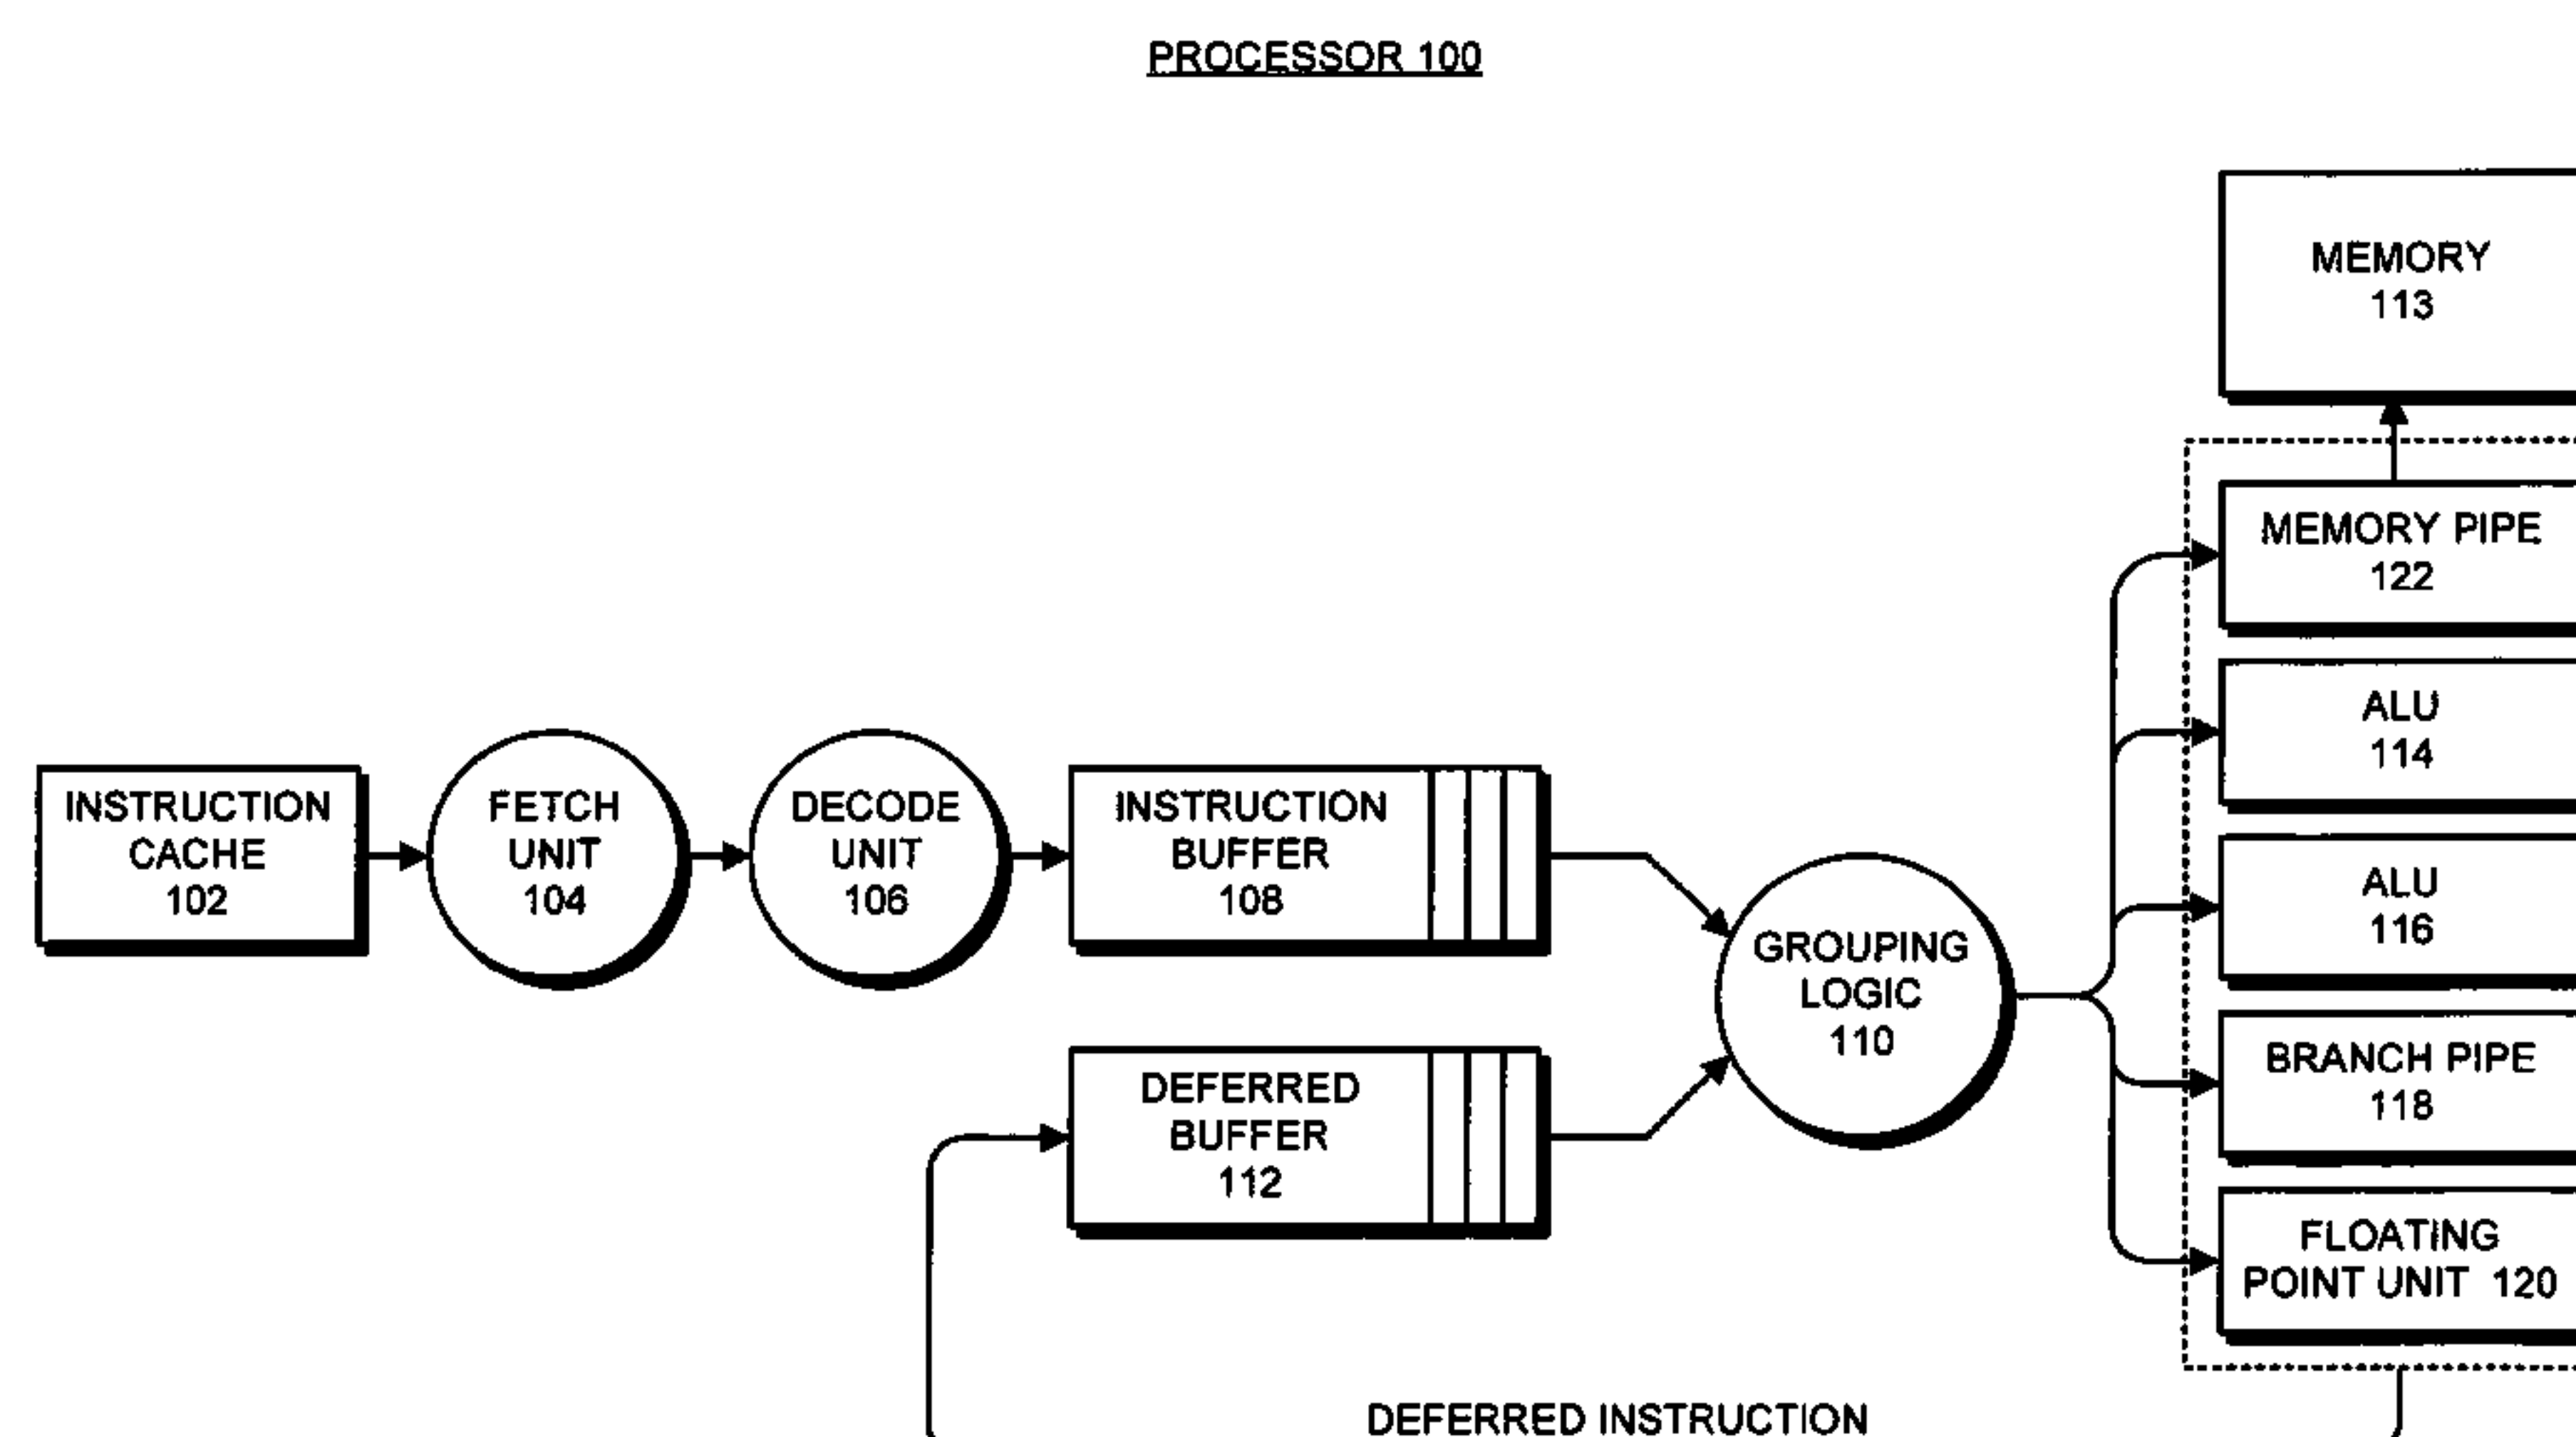 PROCESSOR 100
MEMORY
113
MEMORY PIPE
122
ALU
114
INSTRUCTION
CACHE
102
FETCH
UNIT
104
DECODE
UNIT
106
INSTRUCTION
BUFFER
108
ALU
116
GROUPING
LOGIC
110
DEFERRED
BUFFER
112
BRANCH PIPE
118
FLOATING
POINT UNIT 120
DEFERRED INSTRUCTION